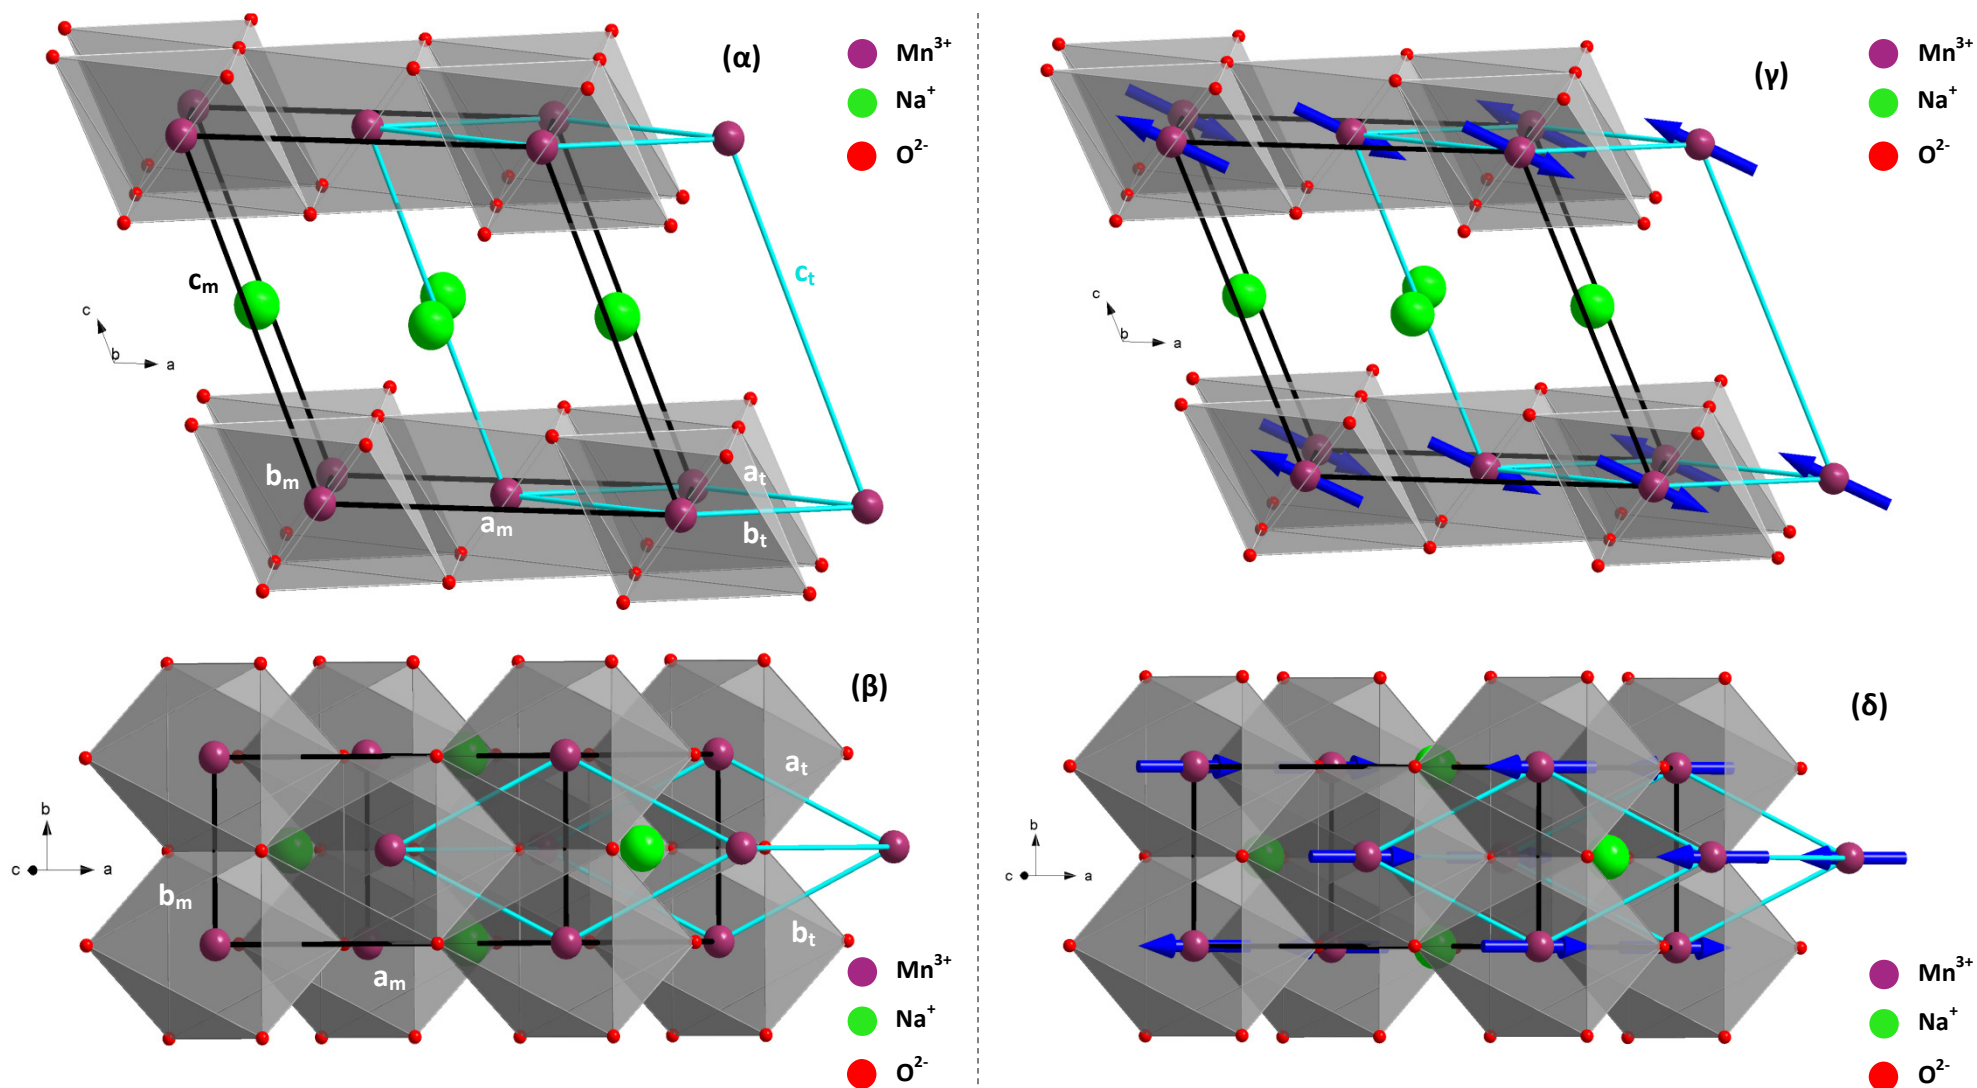 (α)
Mn³⁺
Na⁺
O²⁻
cₘ
cₜ
c
b
a
bₘ
aₘ
aₜ
bₜ
(γ)
Mn³⁺
Na⁺
O²⁻
c
b
a
(β)
aₜ
b
c
a
bₘ
bₜ
aₘ
Mn³⁺
Na⁺
O²⁻
(δ)
b
c
a
Mn³⁺
Na⁺
O²⁻